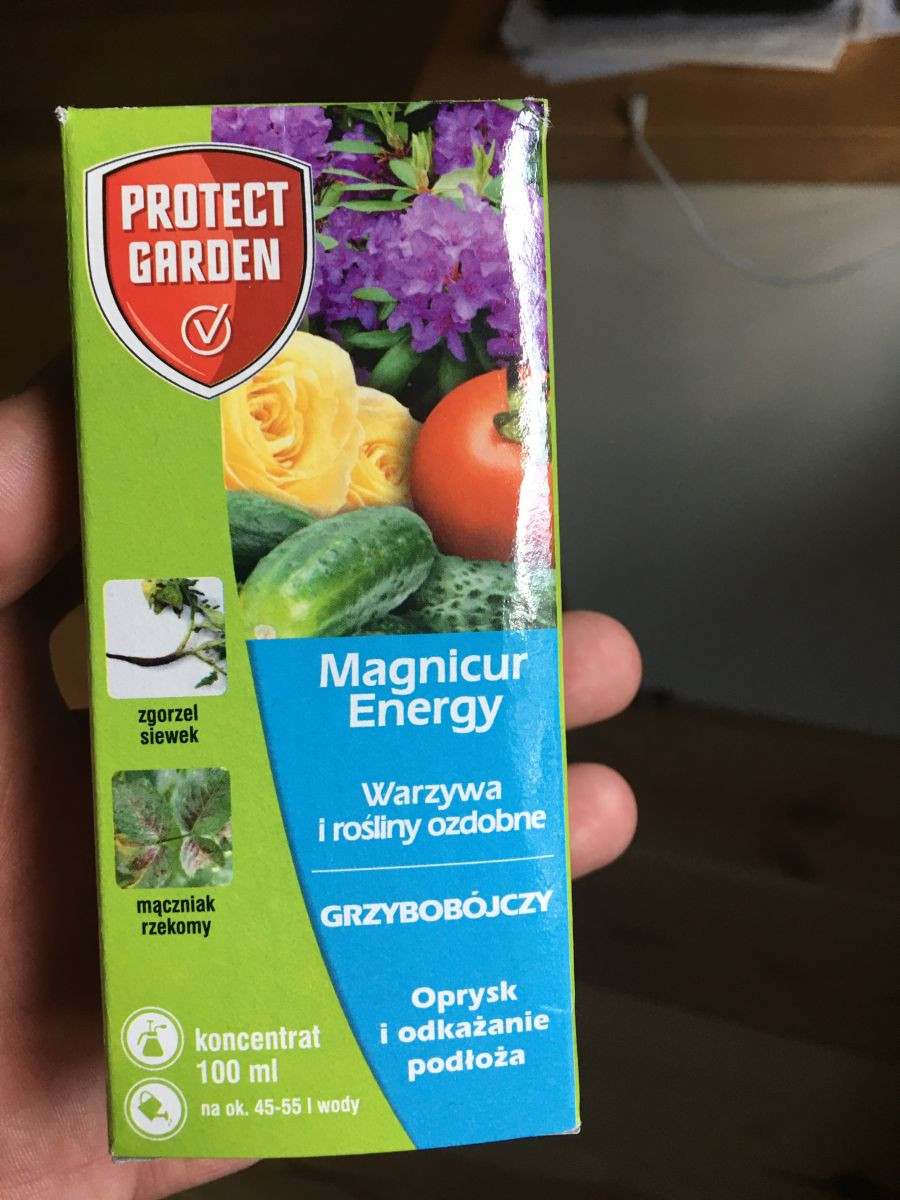 PROTECT
GARDEN
zgorzel
siewek
mączniak
rzekomy
Magnicur
Energy
Warzywa
i rośliny ozdobne
GRZYBOBÓJCZY
Oprysk
i odkażanie
podłoża
koncentrat
100 ml
na ok. 45-55 l wody